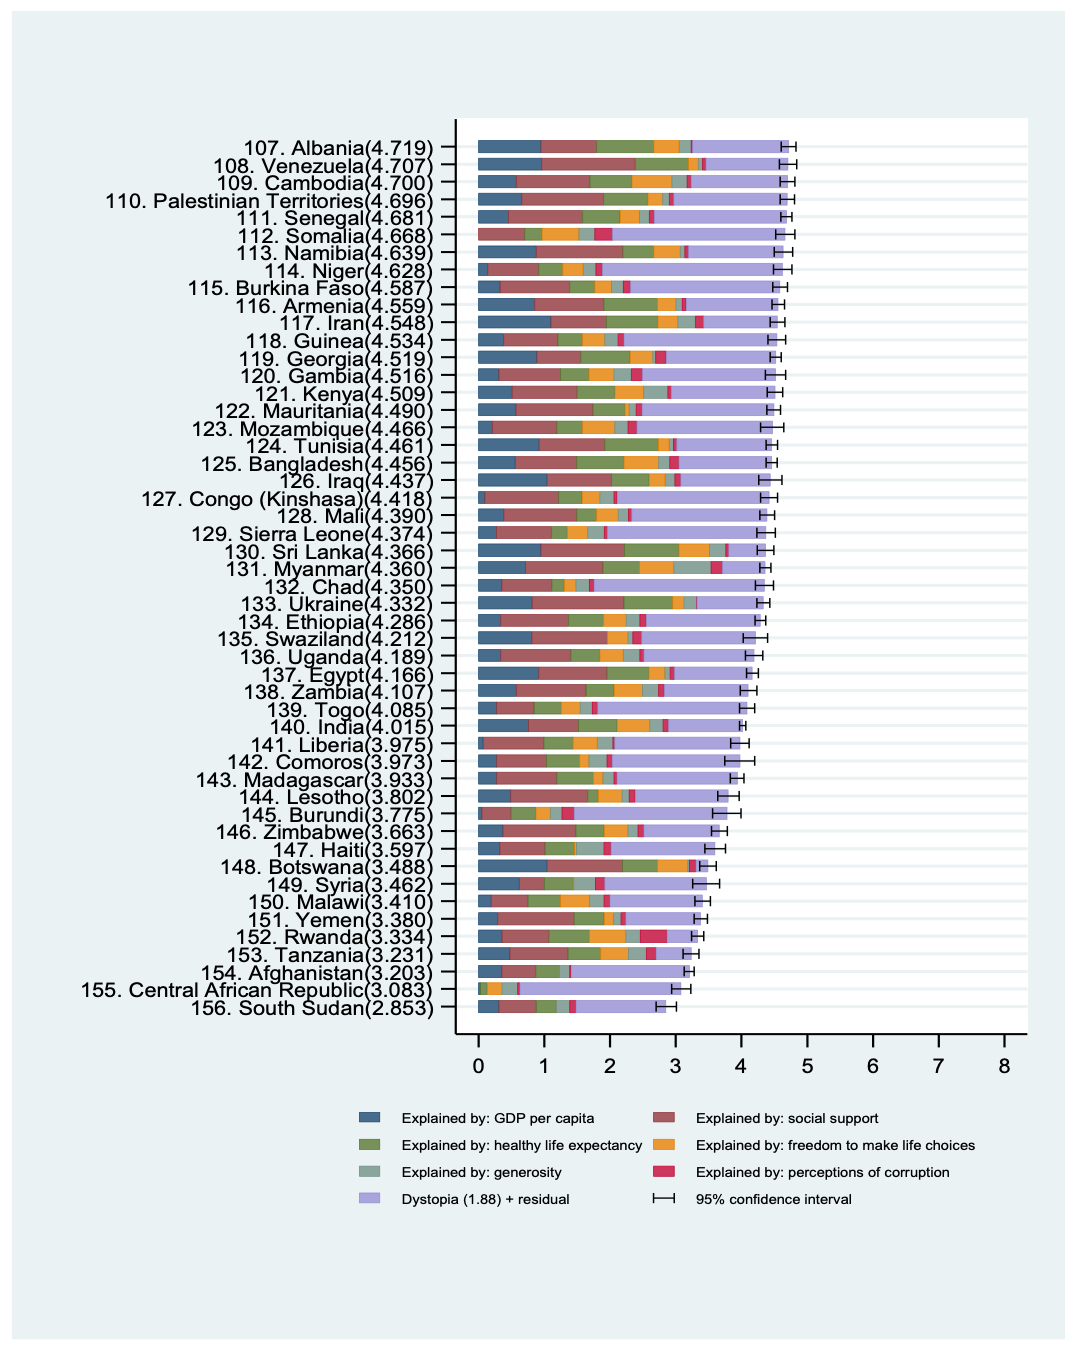 107. Albania(4.719)
108. Venezuela(4.707)
109. Cambodia(4.700)
110. Palestinian Territories(4.696)
111. Senegal(4.681)
112. Somalia(4.668)
113. Namibia(4.639)
114. Niger(4.628)
115. Burkina Faso(4.587)
116. Armenia(4.559)
117. Iran(4.548)
118. Guinea(4.534)
119. Georgia(4.519)
120. Gambia(4.516)
121. Kenya(4.509)
122. Mauritania(4.490)
123. Mozambique(4.466)
124. Tunisia(4.461)
125. Bangladesh(4.456)
126. Iraq(4.437)
127. Congo (Kinshasa)(4.418)
128. Mali(4.390)
129. Sierra Leone(4.374)
130. Sri Lanka(4.366)
131. Myanmar(4.360)
132. Chad(4.350)
133. Ukraine(4.332)
134. Ethiopia(4.286)
135. Swaziland(4.212)
136. Uganda(4.189)
137. Egypt(4.166)
138. Zambia(4.107)
139. Togo(4.085)
140. India(4.015)
141. Liberia(3.975)
142. Comoros(3.973)
143. Madagascar(3.933)
144. Lesotho(3.802)
145. Burundi(3.775)
146. Zimbabwe(3.663)
147. Haiti(3.597)
148. Botswana(3.488)
149. Syria(3.462)
150. Malawi(3.410)
151. Yemen(3.380)
152. Rwanda(3.334)
153. Tanzania(3.231)
154. Afghanistan(3.203)
155. Central African Republic(3.083)
156. South Sudan(2.853)
0 1 2 3 4 5 6 7 8
Explained by: GDP per capita Explained by: social support
Explained by: healthy life expectancy Explained by: freedom to make life choices
Explained by: generosity Explained by: perceptions of corruption
Dystopia (1.88) + residual 95% confidence interval